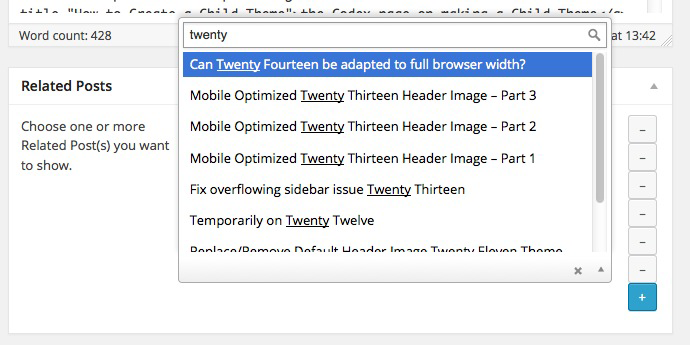 title "How to Create a Child Theme">the Codex page on making a Child Theme</
Word count: 428
at 13:42
twenty
Can Twenty Fourteen be adapted to full browser width?
Mobile Optimized Twenty Thirteen Header Image – Part 3
Mobile Optimized Twenty Thirteen Header Image – Part 2
Mobile Optimized Twenty Thirteen Header Image – Part 1
Fix overflowing sidebar issue Twenty Thirteen
Temporarily on Twenty Twelve
Replace/Remove Default Header Image Twenty Eleven Theme
Related Posts
Choose one or more
Related Post(s) you want
to show.
–
–
–
–
–
–
+